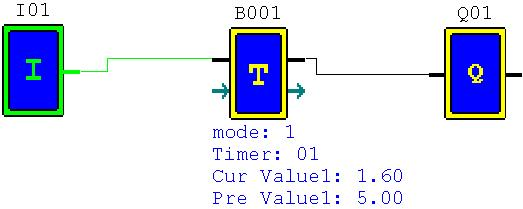 I01 B001 Q01
I T Q
mode: 1
Timer: 01
Cur Value1: 1.60
Pre Value1: 5.00